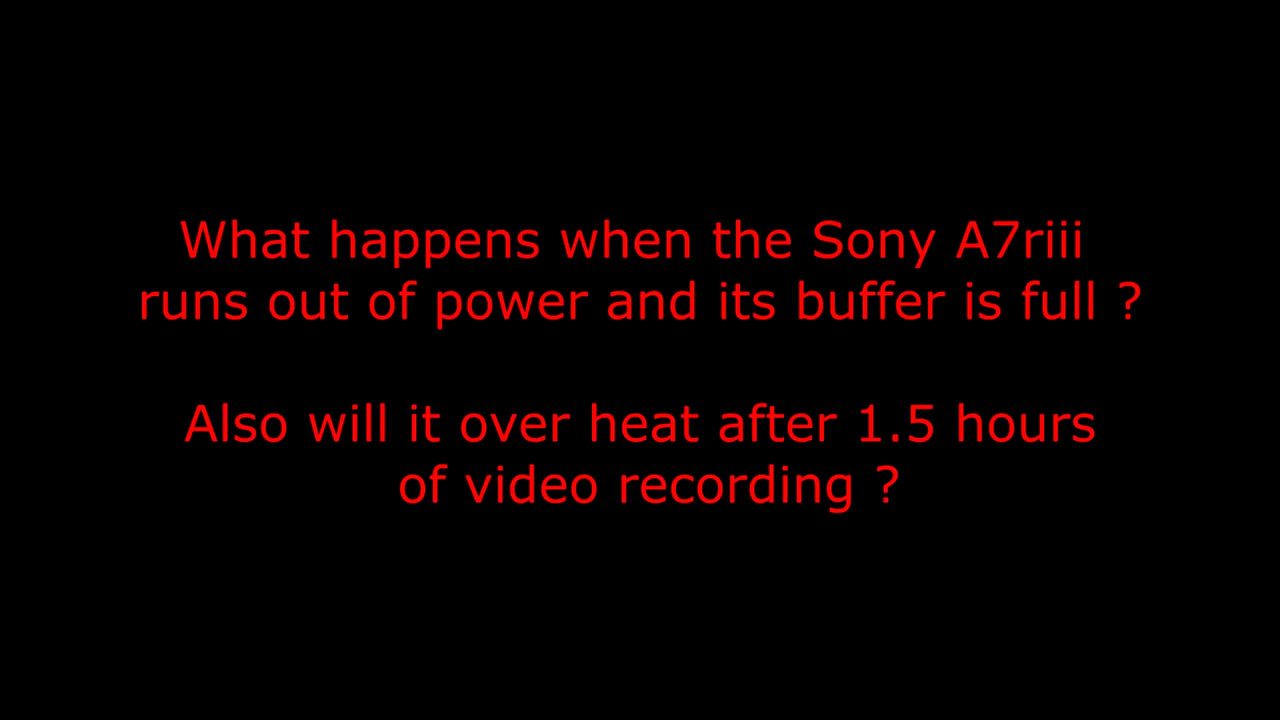 What happens when the Sony A7riii
runs out of power and its buffer is full ?
Also will it over heat after 1.5 hours
of video recording ?